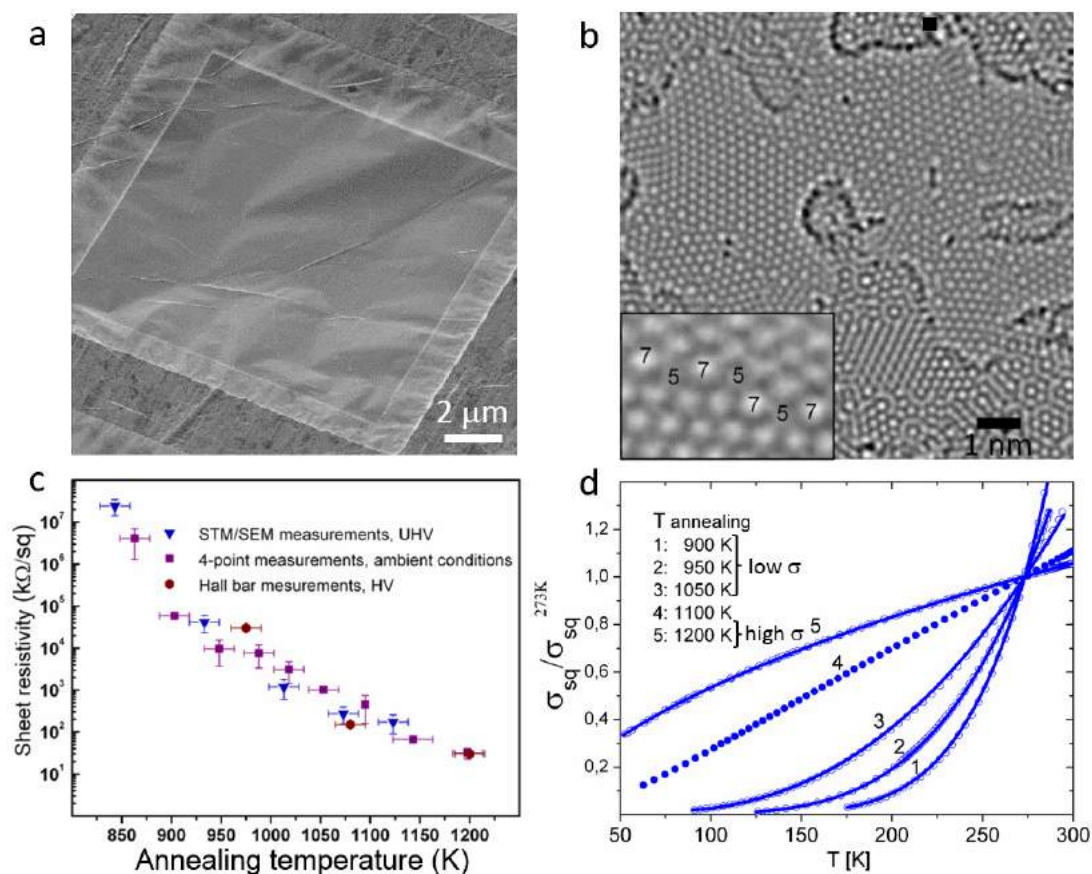 a
2 μm
b
7 5 7 5
7 5 7
1 nm
c
Sheet resistivity (kΩ/sq)
10^7
10^6
10^5
10^4
10^3
10^2
10^1
STM/SEM measurements, UHV
4-point measurements, ambient conditions
Hall bar mesurements, HV
850 900 950 1000 1050 1100 1150 1200
Annealing temperature (K)
d
σsq/σsq^273K
1,2
1,0
0,8
0,6
0,4
0,2
T annealing
1: 900 K
2: 950 K
3: 1050 K
low σ
4: 1100 K
5: 1200 K
high σ
5
4
3
2
1
50 100 150 200 250 300
T [K]